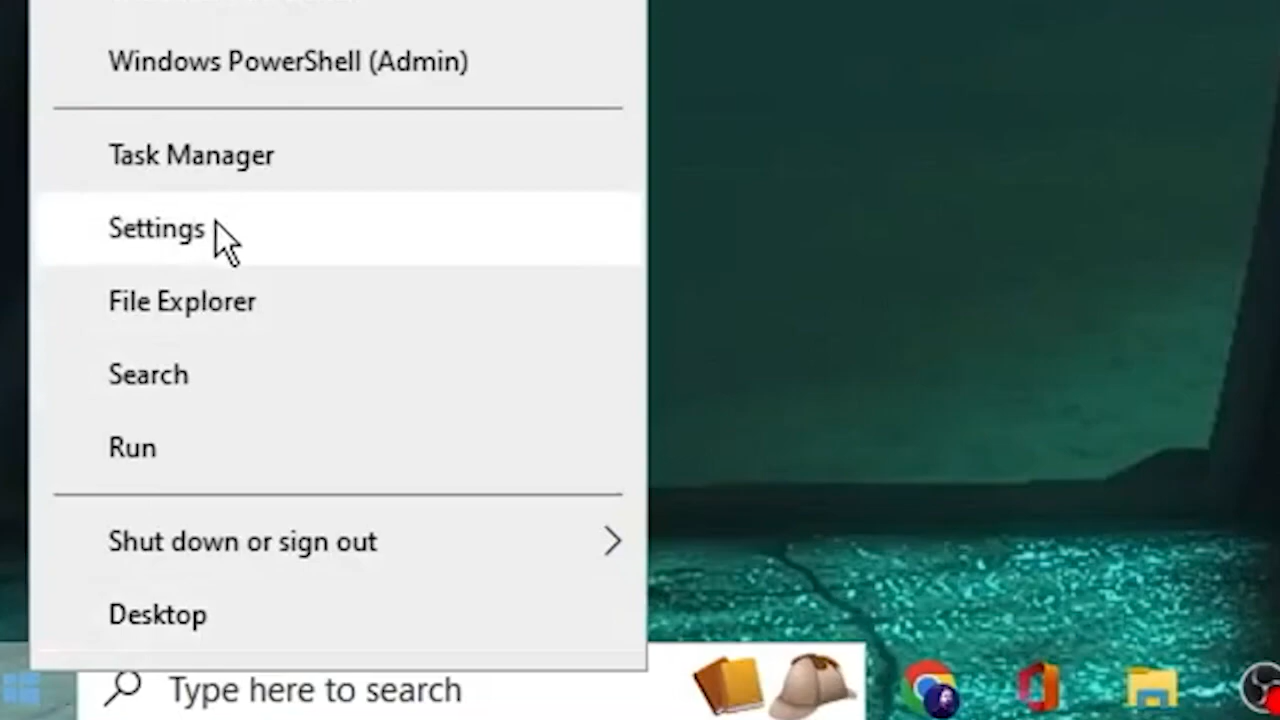 Windows PowerShell (Admin)
Task Manager
Settings
File Explorer
Search
Run
Shut down or sign out
Desktop
Type here to search